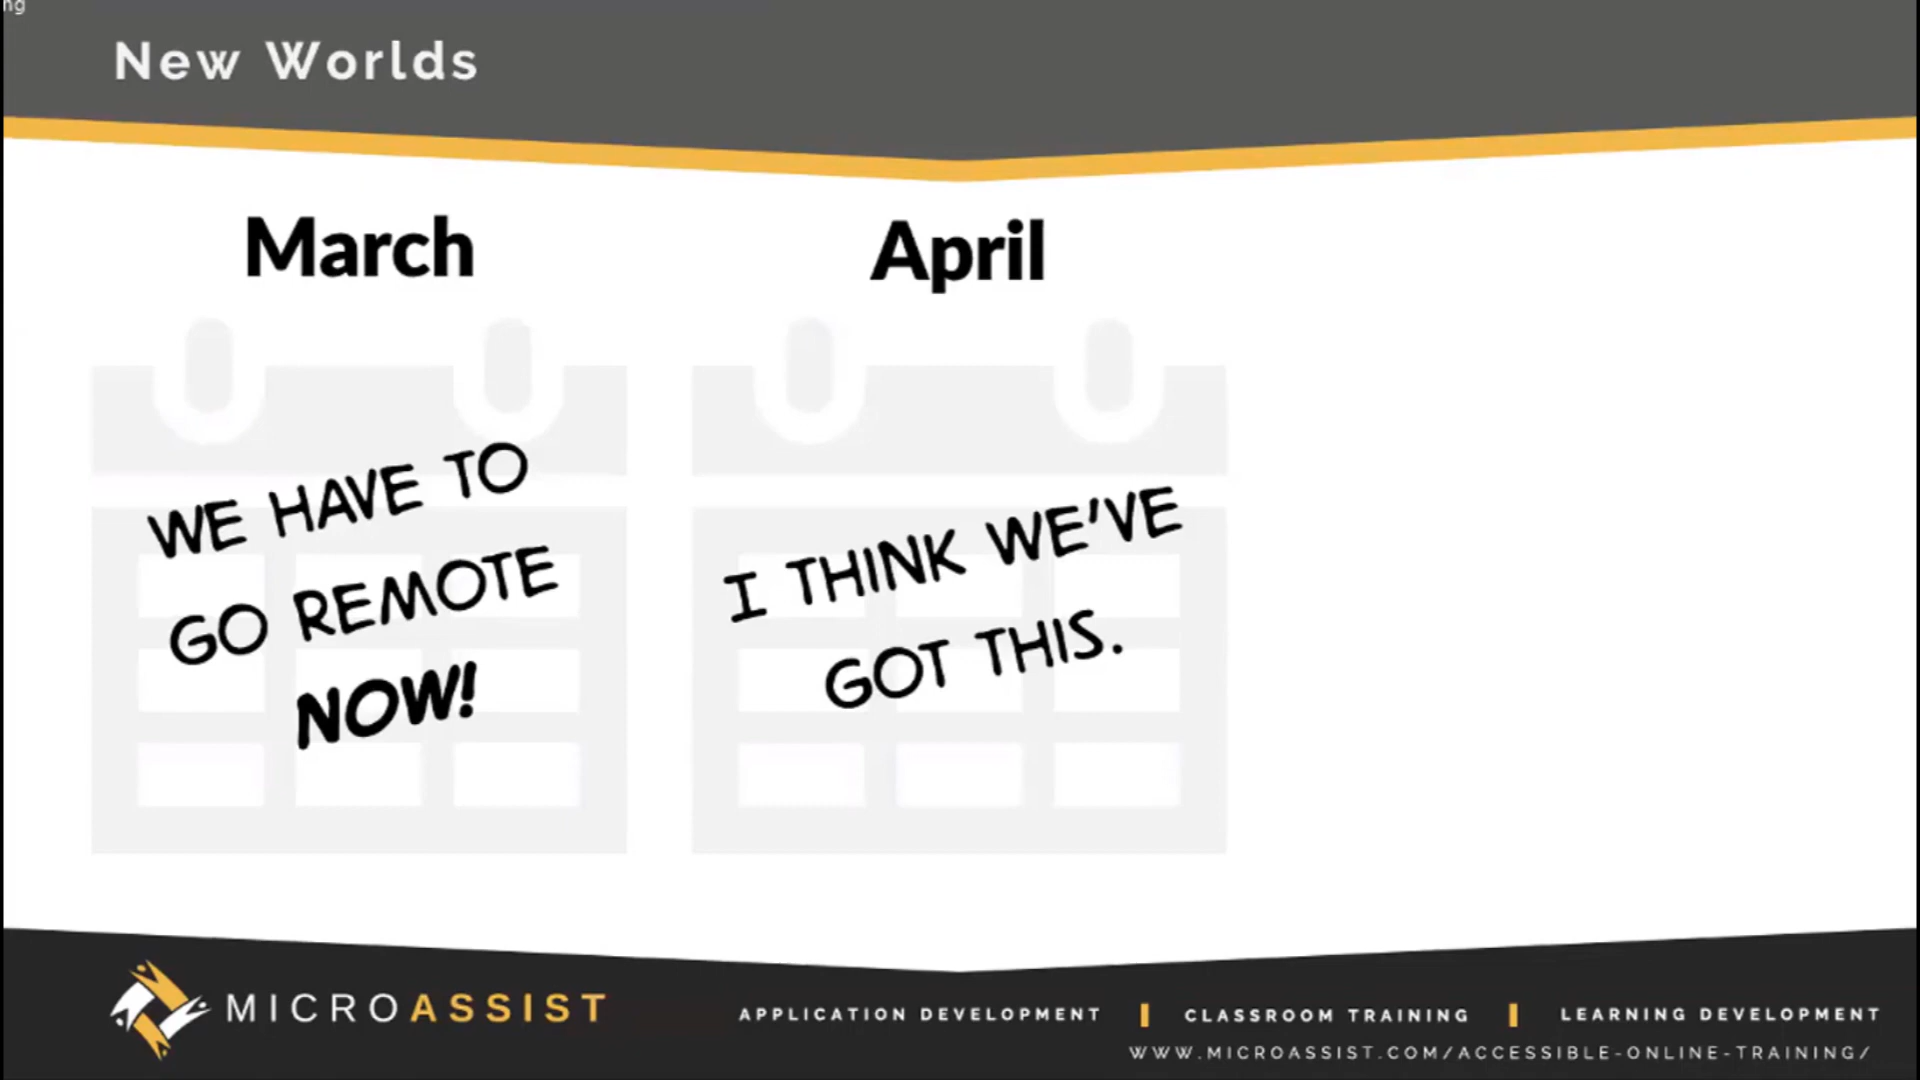 ng
New Worlds
March
April
WE HAVE TO
GO REMOTE
NOW!
I THINK WE'VE
GOT THIS.
MICROASSIST
APPLICATION DEVELOPMENT | CLASSROOM TRAINING | LEARNING DEVELOPMENT
WWW.MICROASSIST.COM/ACCESSIBLE-ONLINE-TRAINING/